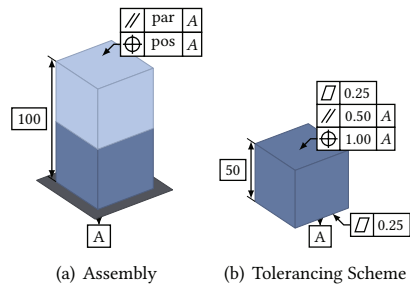 // par A
⌖ pos A
100
A
⏥ 0.25
// 0.50 A
⌖ 1.00 A
50
A
⏥ 0.25
(a) Assembly
(b) Tolerancing Scheme